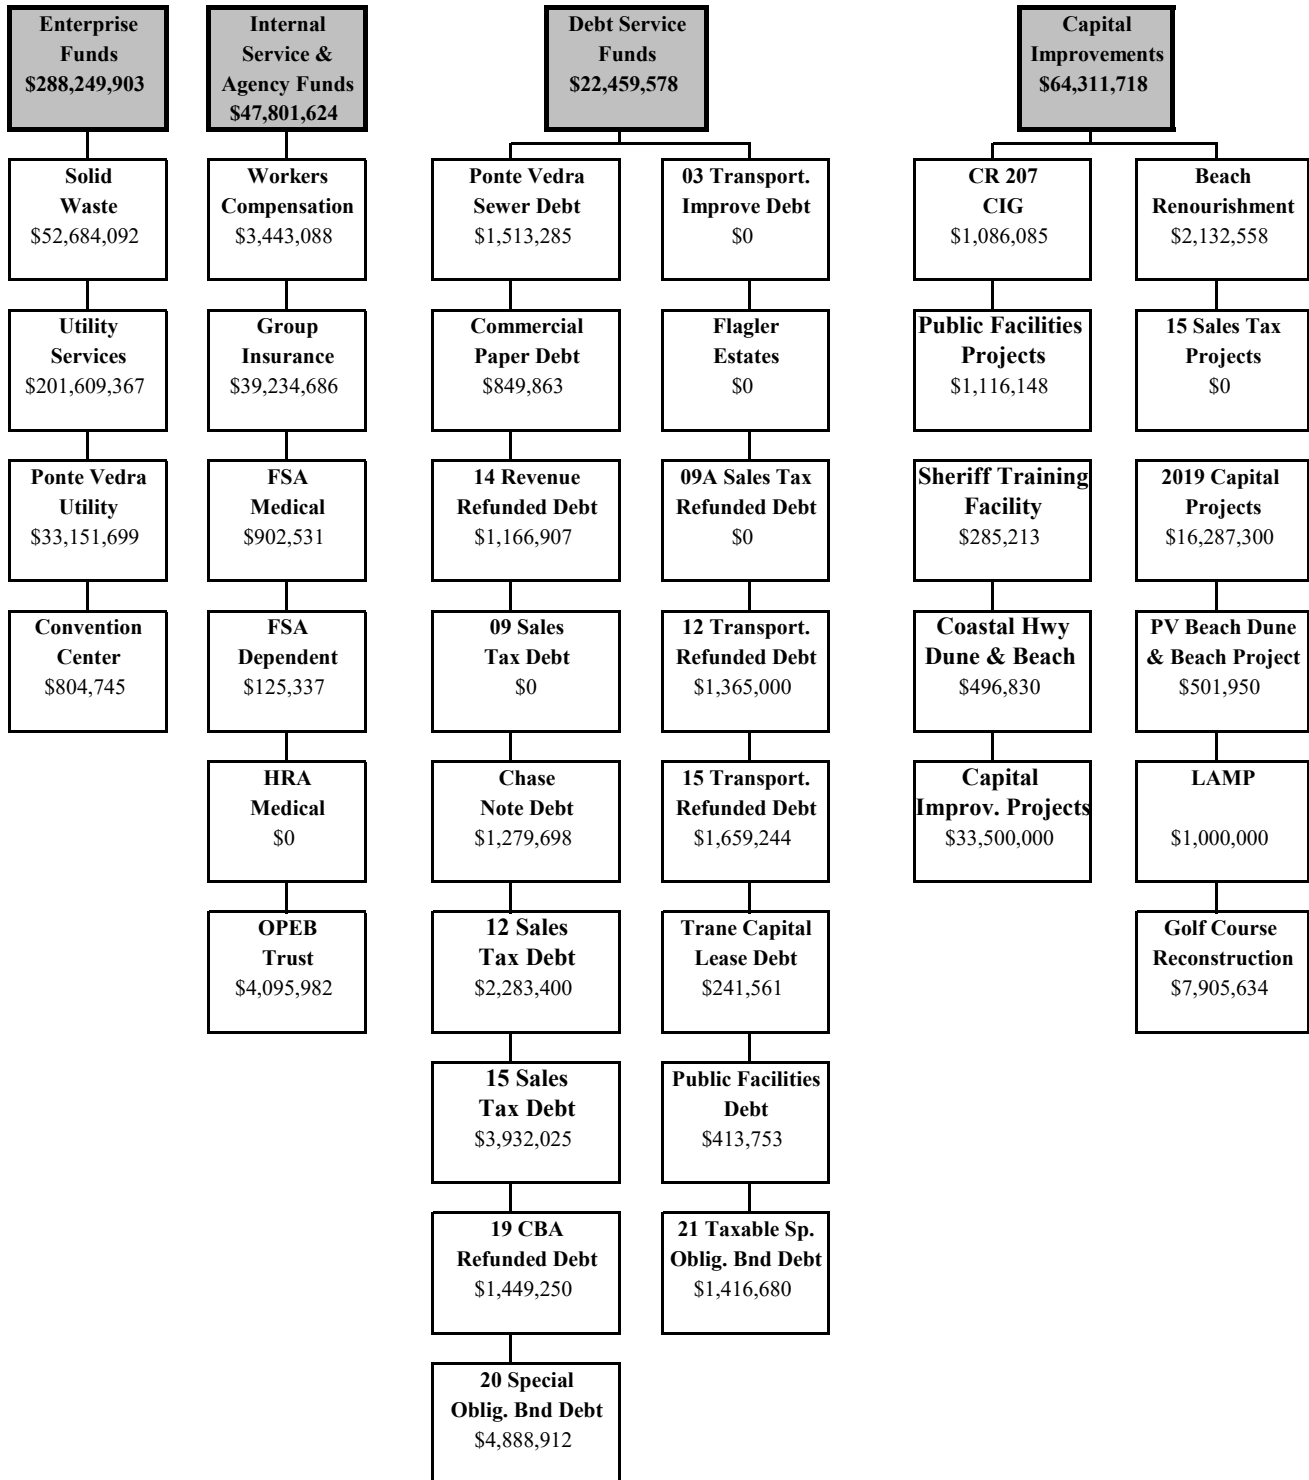 Enterprise
Funds
$288,249,903
Solid
Waste
$52,684,092
Utility
Services
$201,609,367
Ponte Vedra
Utility
$33,151,699
Convention
Center
$804,745
Internal
Service &
Agency Funds
$47,801,624
Workers
Compensation
$3,443,088
Group
Insurance
$39,234,686
FSA
Medical
$902,531
FSA
Dependent
$125,337
HRA
Medical
$0
OPEB
Trust
$4,095,982
Debt Service
Funds
$22,459,578
Ponte Vedra
Sewer Debt
$1,513,285
Commercial
Paper Debt
$849,863
14 Revenue
Refunded Debt
$1,166,907
09 Sales
Tax Debt
$0
Chase
Note Debt
$1,279,698
12 Sales
Tax Debt
$2,283,400
15 Sales
Tax Debt
$3,932,025
19 CBA
Refunded Debt
$1,449,250
20 Special
Oblig. Bnd Debt
$4,888,912
03 Transport.
Improve Debt
$0
Flagler
Estates
$0
09A Sales Tax
Refunded Debt
$0
12 Transport.
Refunded Debt
$1,365,000
15 Transport.
Refunded Debt
$1,659,244
Trane Capital
Lease Debt
$241,561
Public Facilities
Debt
$413,753
21 Taxable Sp.
Oblig. Bnd Debt
$1,416,680
Capital
Improvements
$64,311,718
CR 207
CIG
$1,086,085
Public Facilities
Projects
$1,116,148
Sheriff Training
Facility
$285,213
Coastal Hwy
Dune & Beach
$496,830
Capital
Improv. Projects
$33,500,000
Beach
Renourishment
$2,132,558
15 Sales Tax
Projects
$0
2019 Capital
Projects
$16,287,300
PV Beach Dune
& Beach Project
$501,950
LAMP
$1,000,000
Golf Course
Reconstruction
$7,905,634